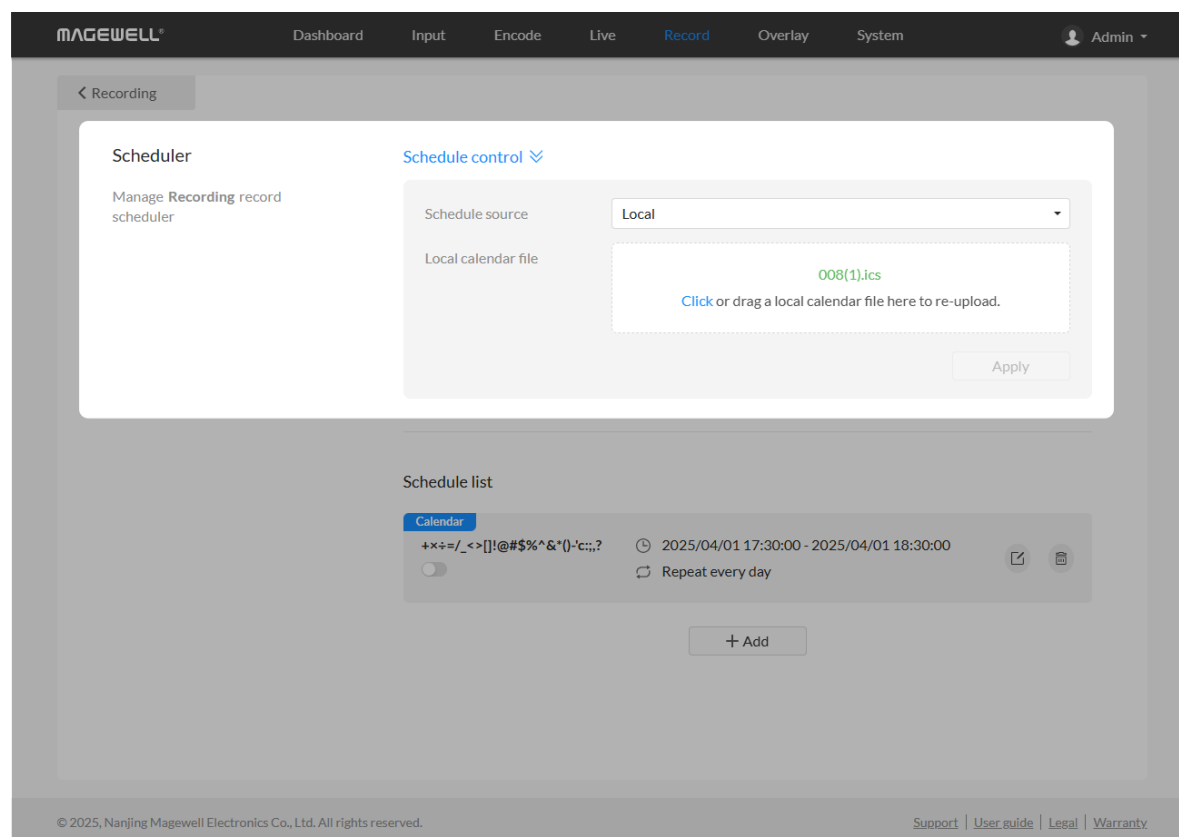 MAGEWELL®
Dashboard Input Encode Live Record Overlay System Admin
Recording
Scheduler
Manage Recording record
scheduler
Schedule control
Schedule source Local
Local calendar file
008(1).ics
Click or drag a local calendar file here to re-upload.
Apply
Schedule list
Calendar
+×÷=/_<>[]!@#$%^&*()-'c:;,? 2025/04/01 17:30:00 - 2025/04/01 18:30:00
Repeat every day
+ Add
© 2025, Nanjing Magewell Electronics Co., Ltd. All rights reserved. Support | User guide | Legal | Warranty